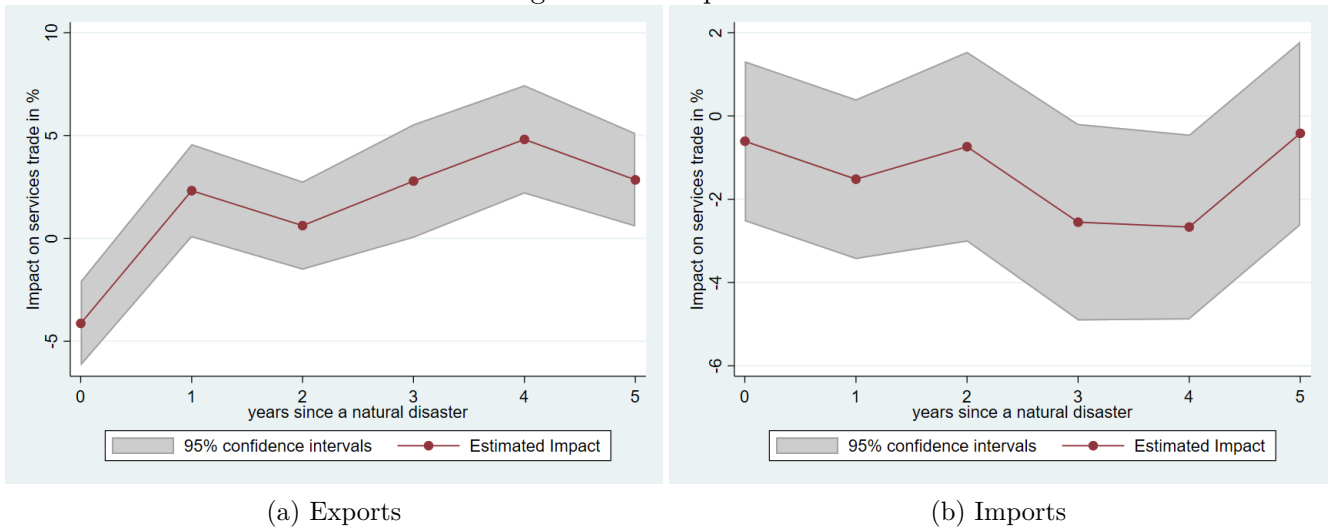 10
5
0
-5
Impact on services trade in %
0 1 2 3 4 5
years since a natural disaster
95% confidence intervals Estimated Impact
(a) Exports
2
0
-2
-4
-6
Impact on services trade in %
0 1 2 3 4 5
years since a natural disaster
95% confidence intervals Estimated Impact
(b) Imports